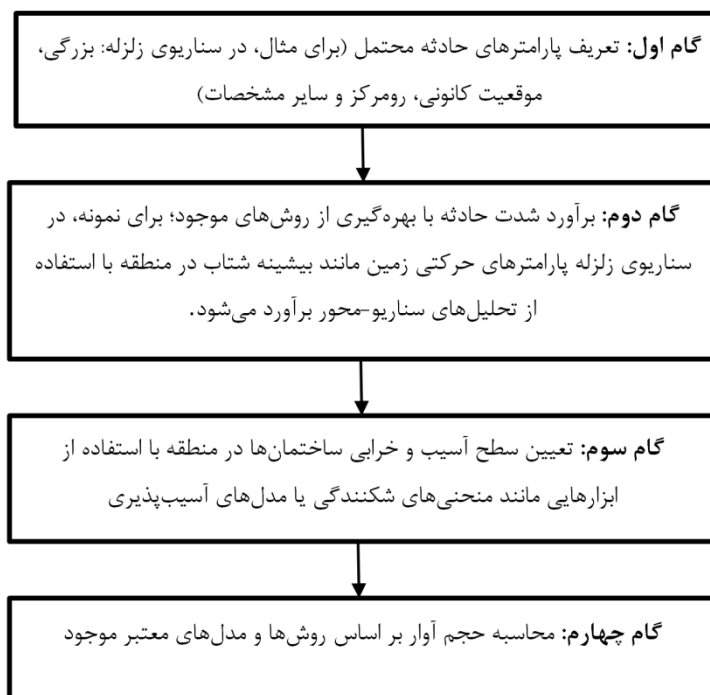 گام اول: تعریف پارامترهای حادثه محتمل (برای مثال، در سناریوی زلزله: بزرگی،
موقعیت کانونی، رومرکز و سایر مشخصات)
گام دوم: برآورد شدت حادثه با بهره‌گیری از روش‌های موجود؛ برای نمونه، در
سناریوی زلزله پارامترهای حرکتی زمین مانند بیشینه شتاب در منطقه با استفاده
از تحلیل‌های سناریو-محور برآورد می‌شود.
گام سوم: تعیین سطح آسیب و خرابی ساختمان‌ها در منطقه با استفاده از
ابزارهایی مانند منحنی‌های شکنندگی یا مدل‌های آسیب‌پذیری
گام چهارم: محاسبه حجم آوار بر اساس روش‌ها و مدل‌های معتبر موجود